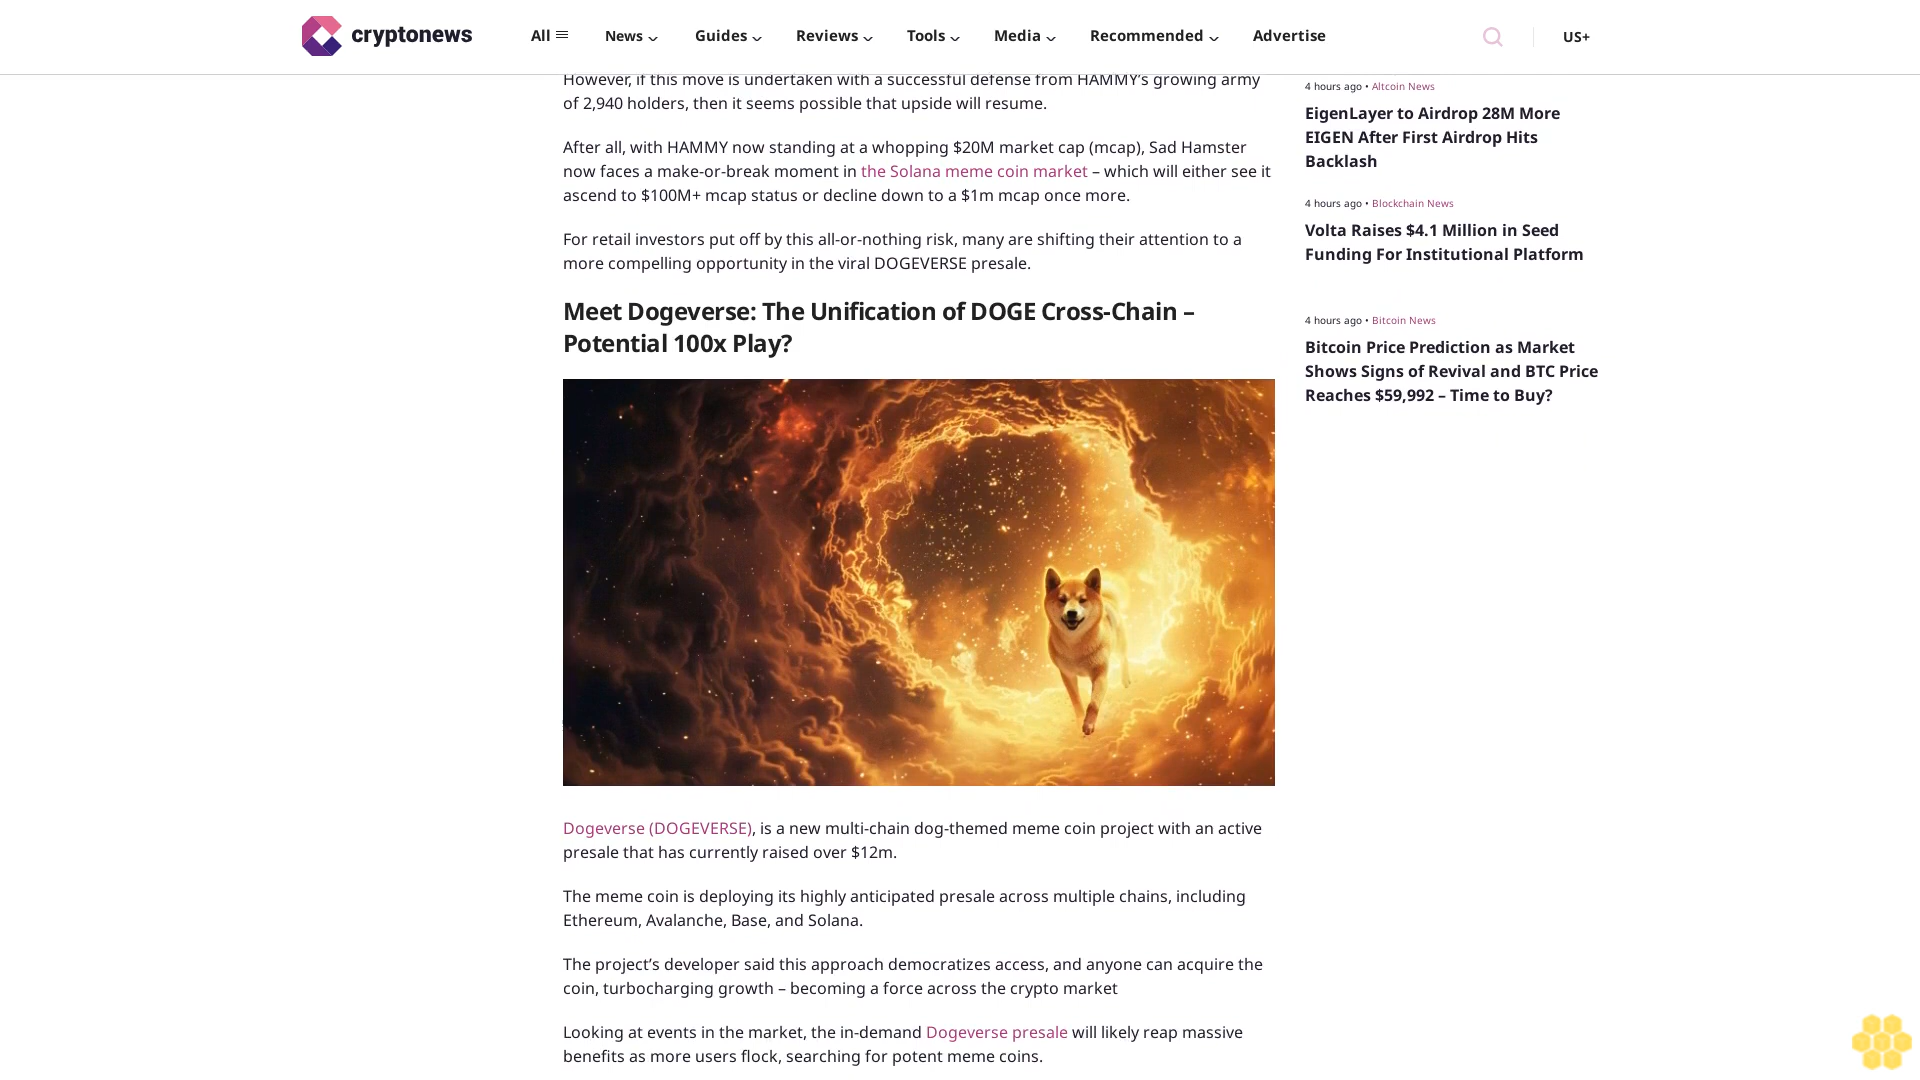 cryptonews
All
News
Guides
Reviews
Tools
Media
Recommended
Advertise
US+
However, if this move is undertaken with a successful defense from HAMMY’s growing army
of 2,940 holders, then it seems possible that upside will resume.
After all, with HAMMY now standing at a whopping $20M market cap (mcap), Sad Hamster
now faces a make-or-break moment in the Solana meme coin market – which will either see it
ascend to $100M+ mcap status or decline down to a $1m mcap once more.
For retail investors put off by this all-or-nothing risk, many are shifting their attention to a
more compelling opportunity in the viral DOGEVERSE presale.
Meet Dogeverse: The Unification of DOGE Cross-Chain –
Potential 100x Play?
Dogeverse (DOGEVERSE), is a new multi-chain dog-themed meme coin project with an active
presale that has currently raised over $12m.
The meme coin is deploying its highly anticipated presale across multiple chains, including
Ethereum, Avalanche, Base, and Solana.
The project’s developer said this approach democratizes access, and anyone can acquire the
coin, turbocharging growth – becoming a force across the crypto market
Looking at events in the market, the in-demand Dogeverse presale will likely reap massive
benefits as more users flock, searching for potent meme coins.
4 hours ago • Altcoin News
EigenLayer to Airdrop 28M More
EIGEN After First Airdrop Hits
Backlash
4 hours ago • Blockchain News
Volta Raises $4.1 Million in Seed
Funding For Institutional Platform
4 hours ago • Bitcoin News
Bitcoin Price Prediction as Market
Shows Signs of Revival and BTC Price
Reaches $59,992 – Time to Buy?